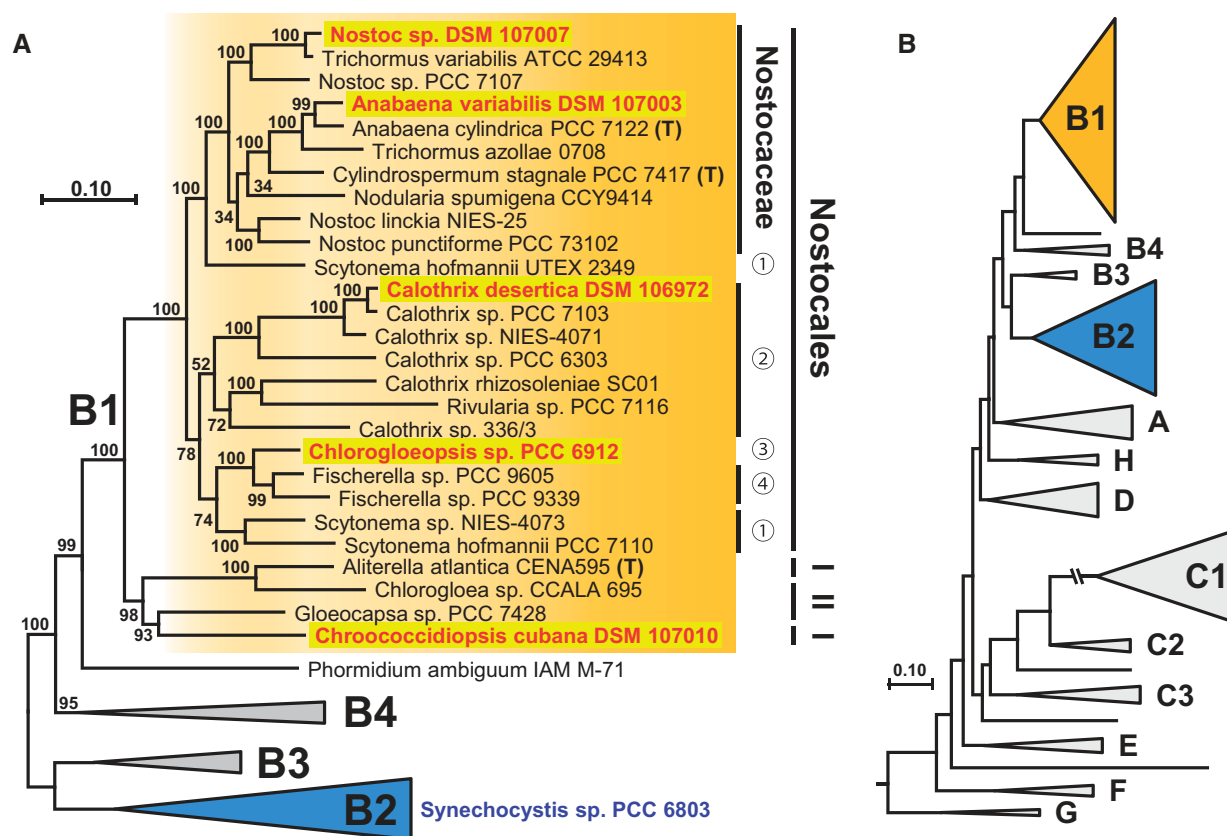 A
100
Nostoc sp. DSM 107007
100
Trichormus variabilis ATCC 29413
Nostoc sp. PCC 7107
100
99
Anabaena variabilis DSM 107003
100
Anabaena cylindrica PCC 7122 (T)
100
Trichormus azollae 0708
Cylindrospermum stagnale PCC 7417 (T)
34
Nodularia spumigena CCY9414
34
Nostoc linckia NIES-25
100
Nostoc punctiforme PCC 73102
100
Scytonema hofmannii UTEX 2349
0.10
100
100
Calothrix desertica DSM 106972
Calothrix sp. PCC 7103
100
Calothrix sp. NIES-4071
100
Calothrix sp. PCC 6303
52
100
Calothrix rhizosoleniae SC01
Rivularia sp. PCC 7116
72
Calothrix sp. 336/3
78
100
Chlorogloeopsis sp. PCC 6912
Fischerella sp. PCC 9605
99
Fischerella sp. PCC 9339
74
Scytonema sp. NIES-4073
100
Scytonema hofmannii PCC 7110
B1
100
100
Aliterella atlantica CENA595 (T)
Chlorogloea sp. CCALA 695
98
Gloeocapsa sp. PCC 7428
93
Chroococcidiopsis cubana DSM 107010
99
Phormidium ambiguum IAM M-71
100
95
B4
B3
B2
Synechocystis sp. PCC 6803
Nostocaceae
①
②
③
④
①
Nostocales
I
II
I
B
B1
B4
B3
B2
A
H
D
C1
C2
0.10
C3
E
F
G